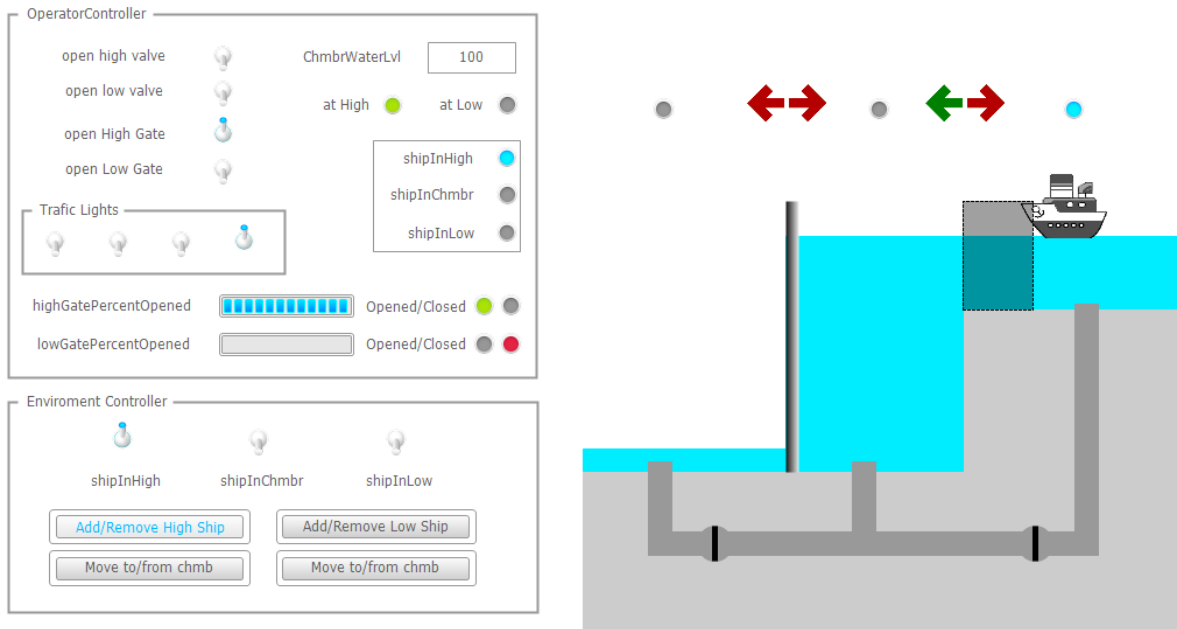 OperatorController
open high valve
ChmbrWaterLvl
100
open low valve
at High
at Low
open High Gate
open Low Gate
shipInHigh
shipInChmbr
shipInLow
Trafic Lights
highGatePercentOpened
Opened/Closed
lowGatePercentOpened
Opened/Closed
Enviroment Controller
shipInHigh
shipInChmbr
shipInLow
Add/Remove High Ship
Add/Remove Low Ship
Move to/from chmb
Move to/from chmb